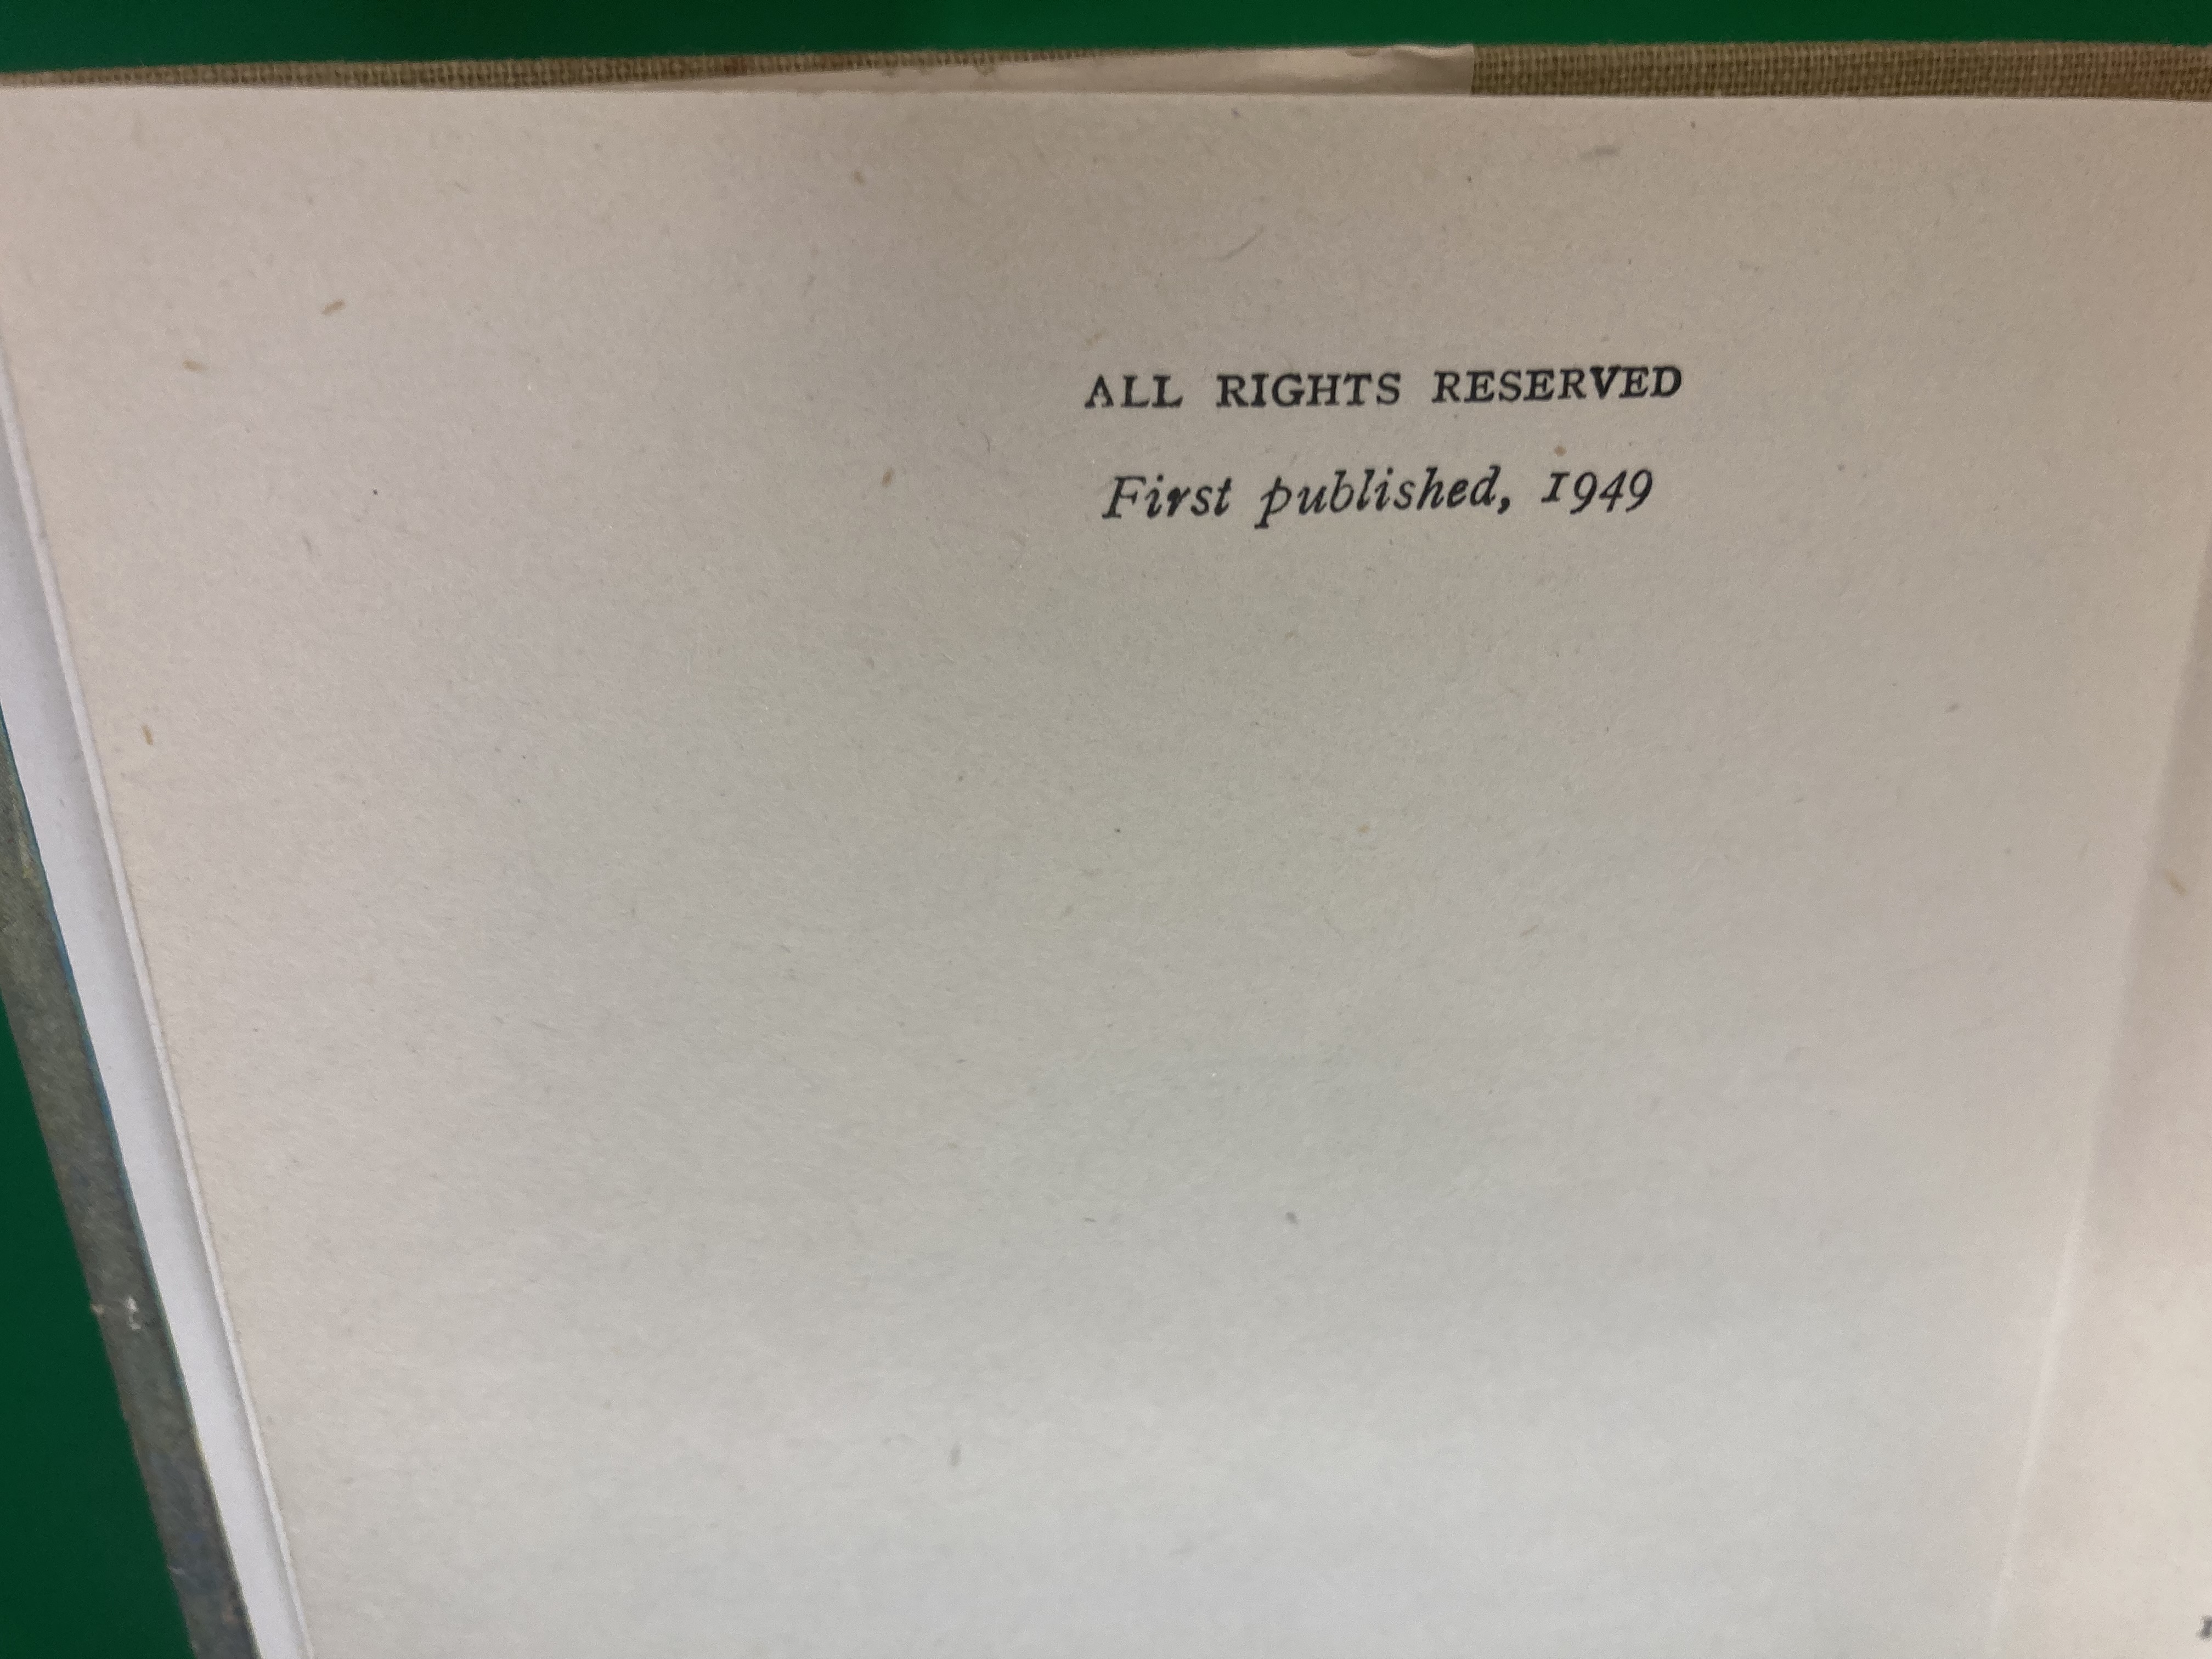 ALL RIGHTS RESERVED
First published, 1949